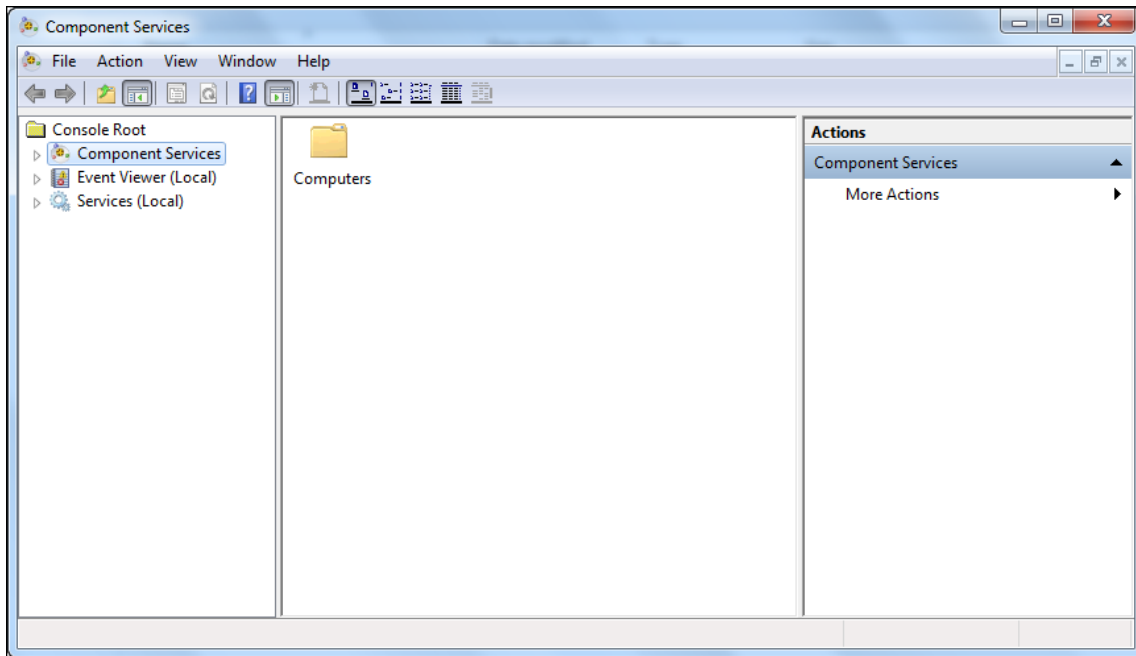 Component Services
File Action View Window Help
Console Root
Component Services
Event Viewer (Local)
Services (Local)
Computers
Actions
Component Services
More Actions